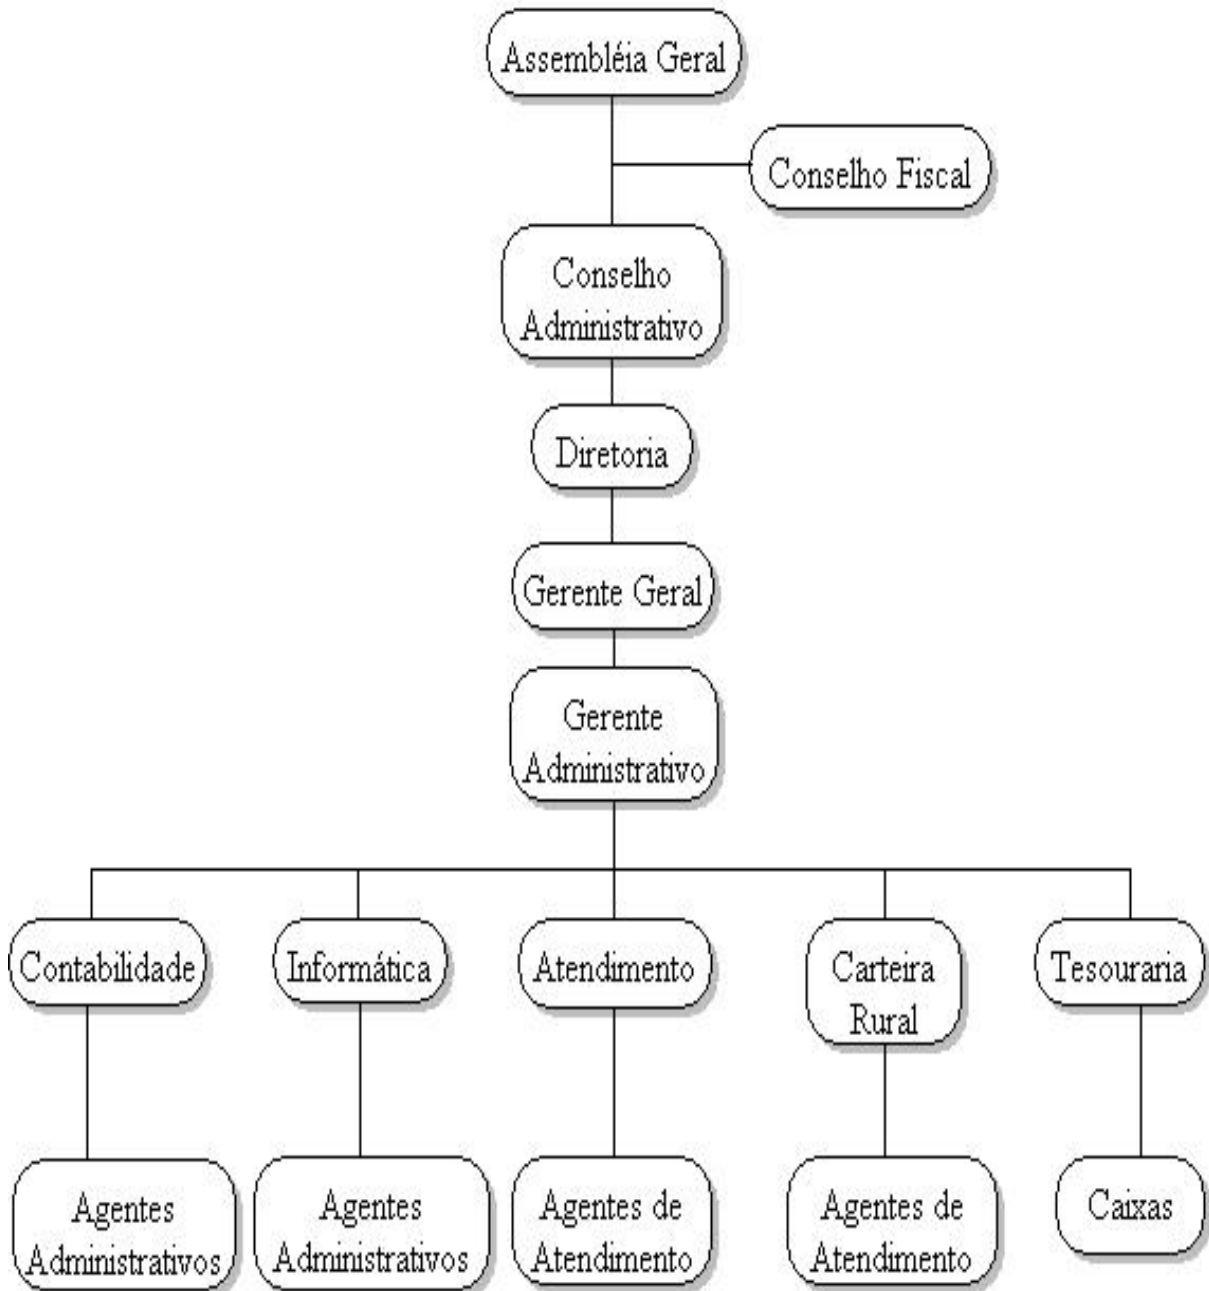 Assembléia Geral
Conselho Fiscal
Conselho
Administrativo
Diretoria
Gerente Geral
Gerente
Administrativo
Contabilidade
Informática
Atendimento
Carteira
Rural
Tesouraria
Agentes
Administrativos
Agentes
Administrativos
Agentes de
Atendimento
Agentes de
Atendimento
Caixas